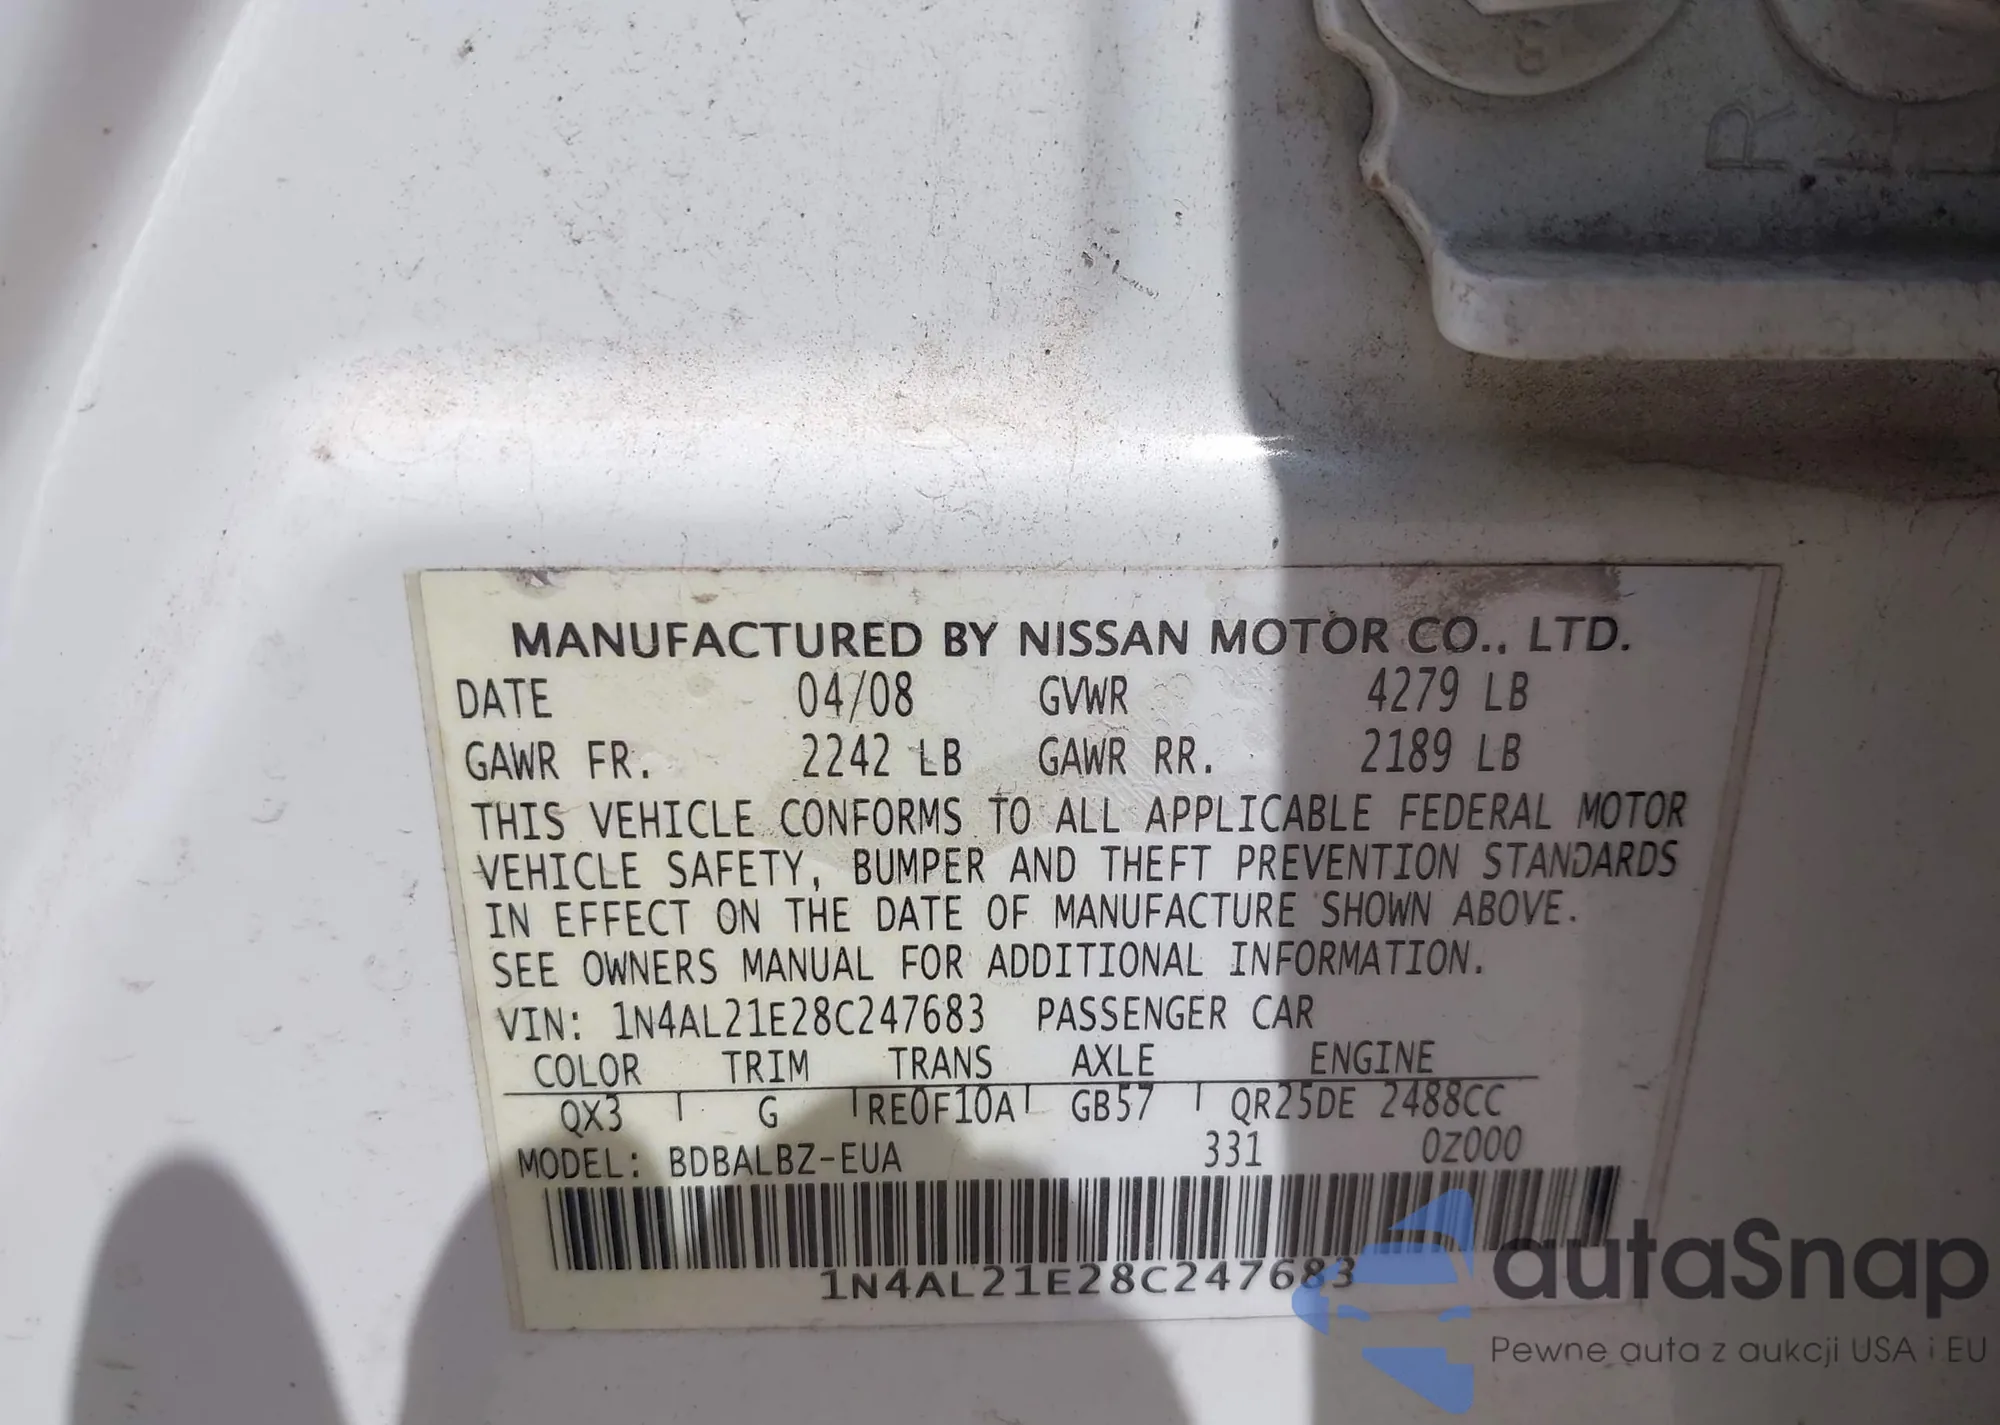 R
MANUFACTURED BY NISSAN MOTOR CO., LTD.
DATE 04/08 GVWR 4279 LB
GAWR FR. 2242 LB GAWR RR. 2189 LB
THIS VEHICLE CONFORMS TO ALL APPLICABLE FEDERAL MOTOR
VEHICLE SAFETY, BUMPER AND THEFT PREVENTION STANDARDS
IN EFFECT ON THE DATE OF MANUFACTURE SHOWN ABOVE.
SEE OWNERS MANUAL FOR ADDITIONAL INFORMATION.
VIN: 1N4AL21E28C247683 PASSENGER CAR
COLOR TRIM TRANS AXLE ENGINE
QX3 G RE0F10A GB57 QR25DE 2488CC
MODEL: BDBALBZ-EUA 331 0Z000
1N4AL21E28C247683
autaSnap
Pewne auta z aukcji USA i EU